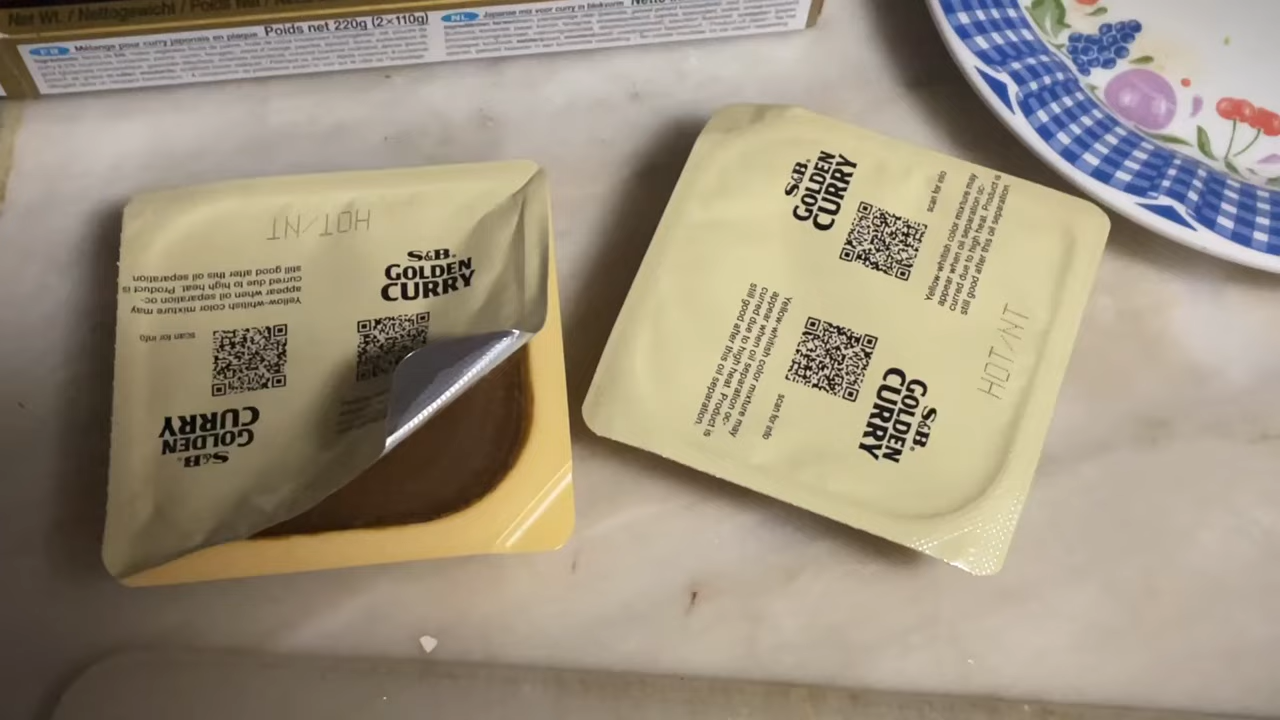 Net Wt. / Nettogewicht / Poids Net /
Poids net 220g (2×110g)
FR Mélange pour curry japonais en plaque
NL Japanse mix voor curry in blokvorm
HOT/NT
S&B®
GOLDEN
CURRY
Yellow-whitish color mixture may
appear when oil separation oc-
curred due to high heat. Product is
still good after this oil separation
scan for info
S&B®
GOLDEN
CURRY
S&B®
GOLDEN
CURRY
scan for info
Yellow-whitish color mixture may
appear when oil separation oc-
curred due to high heat. Product is
still good after this oil separation.
HOT/NT
Yellow-whitish color mixture may
appear when oil separation oc-
curred due to high heat. Product is
still good after this oil separation.
scan for info
S&B®
GOLDEN
CURRY